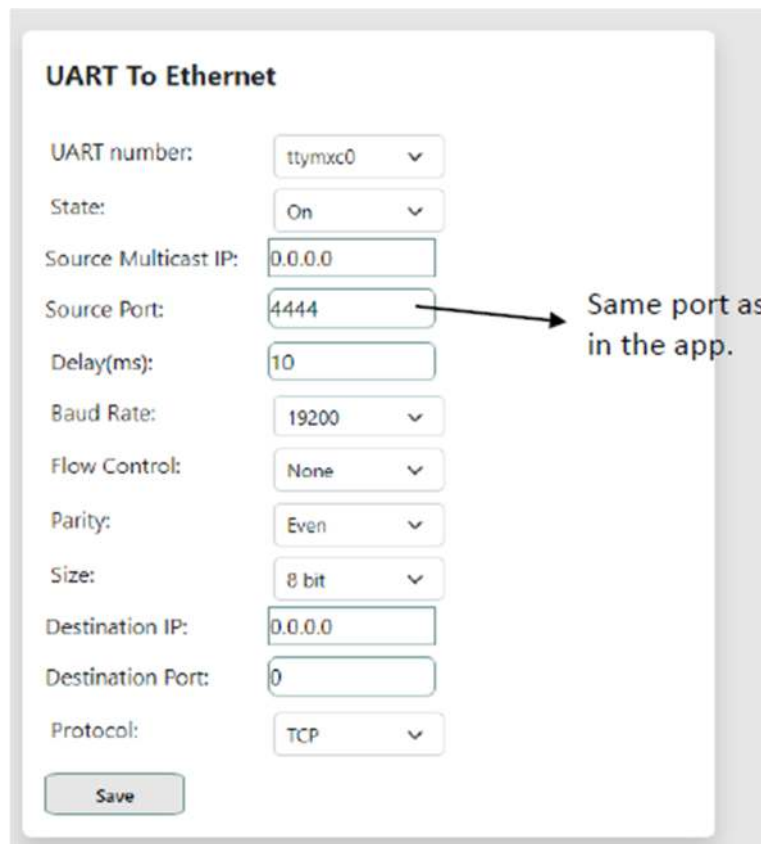 UART To Ethernet
UART number: ttymxc0
State: On
Source Multicast IP: 0.0.0.0
Source Port: 4444
Same port as
in the app.
Delay(ms): 10
Baud Rate: 19200
Flow Control: None
Parity: Even
Size: 8 bit
Destination IP: 0.0.0.0
Destination Port: 0
Protocol: TCP
Save